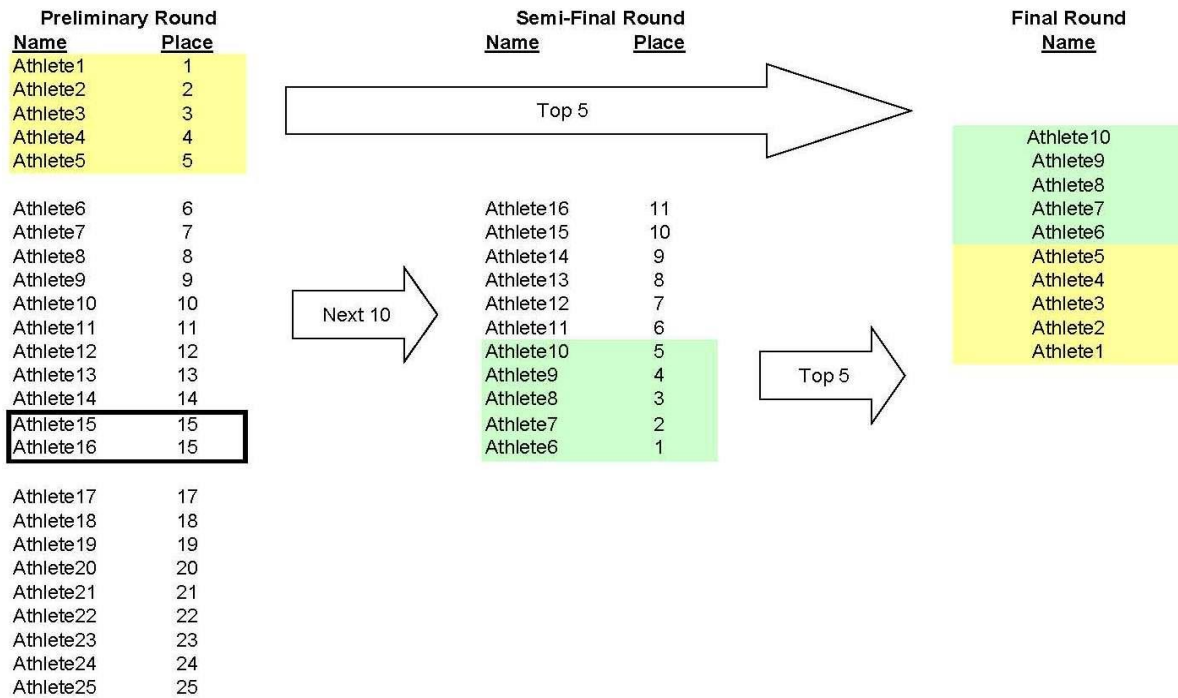 Preliminary Round
Name Place
Athlete1 1
Athlete2 2
Athlete3 3
Athlete4 4
Athlete5 5
Athlete6 6
Athlete7 7
Athlete8 8
Athlete9 9
Athlete10 10
Athlete11 11
Athlete12 12
Athlete13 13
Athlete14 14
Athlete15 15
Athlete16 15
Athlete17 17
Athlete18 18
Athlete19 19
Athlete20 20
Athlete21 21
Athlete22 22
Athlete23 23
Athlete24 24
Athlete25 25
Top 5
Next 10
Semi-Final Round
Name Place
Athlete16 11
Athlete15 10
Athlete14 9
Athlete13 8
Athlete12 7
Athlete11 6
Athlete10 5
Athlete9 4
Athlete8 3
Athlete7 2
Athlete6 1
Top 5
Final Round
Name
Athlete10
Athlete9
Athlete8
Athlete7
Athlete6
Athlete5
Athlete4
Athlete3
Athlete2
Athlete1